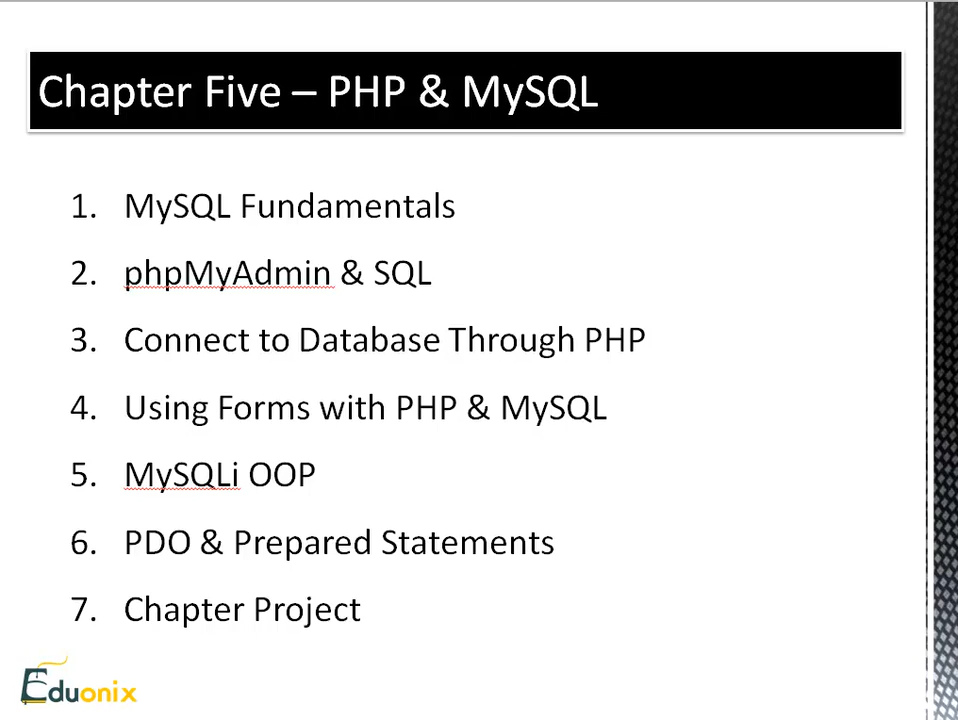 Chapter Five – PHP & MySQL
1. MySQL Fundamentals
2. phpMyAdmin & SQL
3. Connect to Database Through PHP
4. Using Forms with PHP & MySQL
5. MySQLi OOP
6. PDO & Prepared Statements
7. Chapter Project
Eduonix